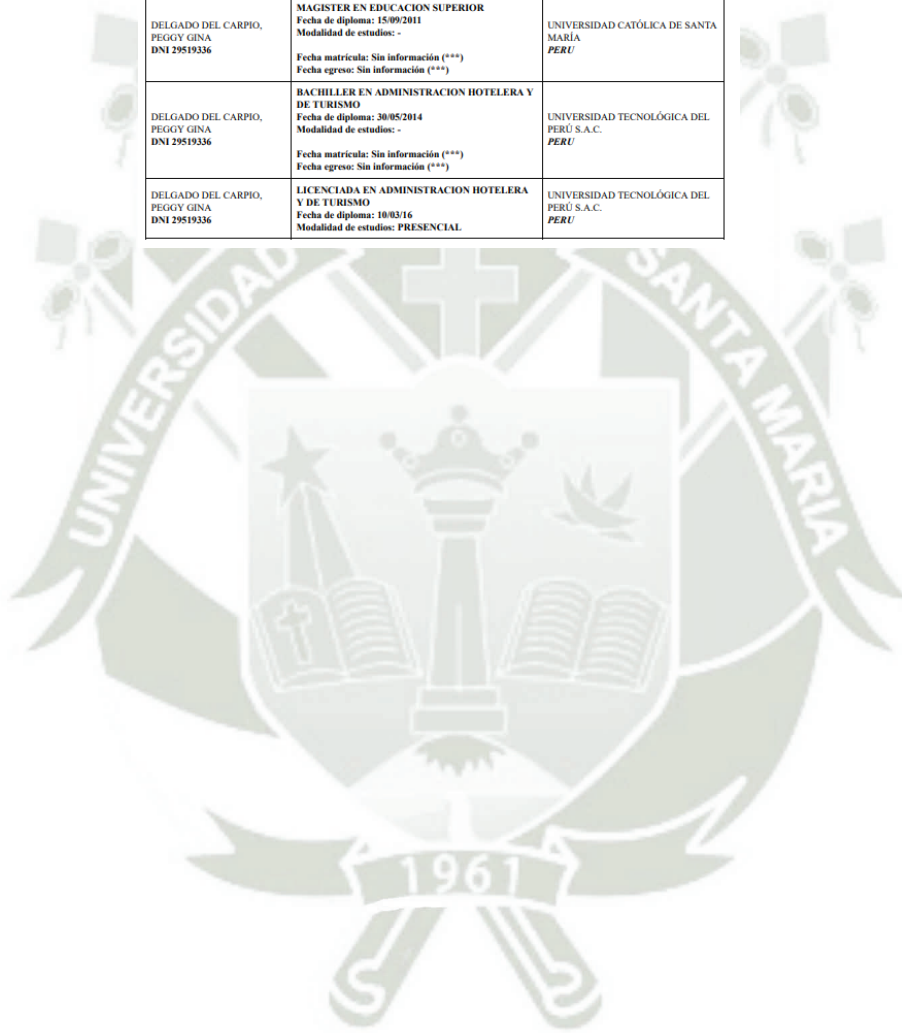 MAGISTER EN EDUCACION SUPERIOR
Fecha de diploma: 15/09/2011
Modalidad de estudios: -
Fecha matrícula: Sin información (***)
Fecha egreso: Sin información (***)
DELGADO DEL CARPIO,
PEGGY GINA
DNI 29519336
UNIVERSIDAD CATÓLICA DE SANTA
MARÍA
PERU
DELGADO DEL CARPIO,
PEGGY GINA
DNI 29519336
BACHILLER EN ADMINISTRACION HOTELERA Y
DE TURISMO
Fecha de diploma: 30/05/2014
Modalidad de estudios: -
Fecha matrícula: Sin información (***)
Fecha egreso: Sin información (***)
UNIVERSIDAD TECNOLÓGICA DEL
PERÚ S.A.C.
PERU
DELGADO DEL CARPIO,
PEGGY GINA
DNI 29519336
LICENCIADA EN ADMINISTRACION HOTELERA
Y DE TURISMO
Fecha de diploma: 10/03/16
Modalidad de estudios: PRESENCIAL
UNIVERSIDAD TECNOLÓGICA DEL
PERÚ S.A.C.
PERU
UNIVERSIDAD
SANTA MARIA
1961